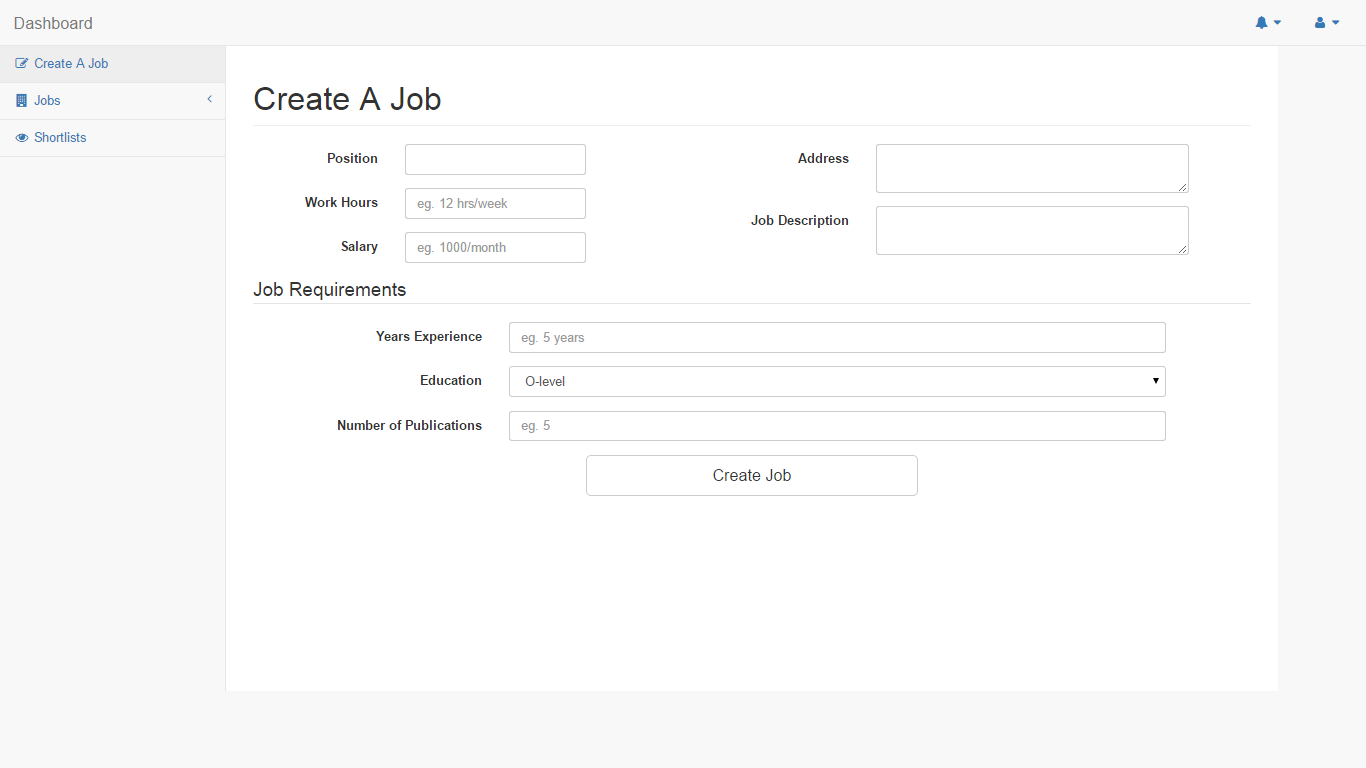 Dashboard
Create A Job
Jobs
Shortlists
Create A Job
Position
Work Hours
eg. 12 hrs/week
Salary
eg. 1000/month
Address
Job Description
Job Requirements
Years Experience
eg. 5 years
Education
O-level
Number of Publications
eg. 5
Create Job